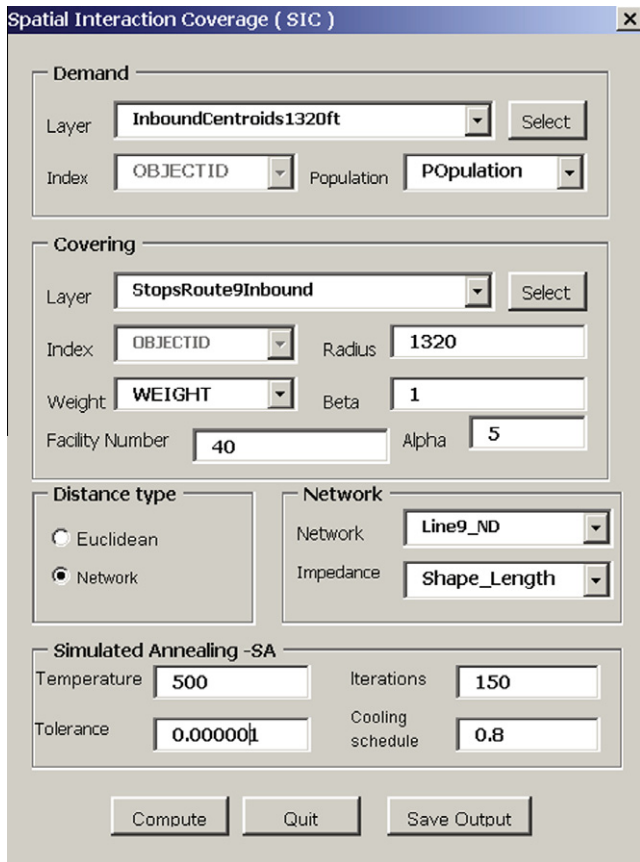 Spatial Interaction Coverage ( SIC )
Demand
Layer InboundCentroids1320ft Select
Index OBJECTID Population POpulation
Covering
Layer StopsRoute9Inbound Select
Index OBJECTID Radius 1320
Weight WEIGHT Beta 1
Facility Number 40 Alpha 5
Distance type
Euclidean
Network
Network
Network Line9_ND
Impedance Shape_Length
Simulated Annealing -SA
Temperature 500 Iterations 150
Tolerance 0.000001 Cooling schedule 0.8
Compute Quit Save Output